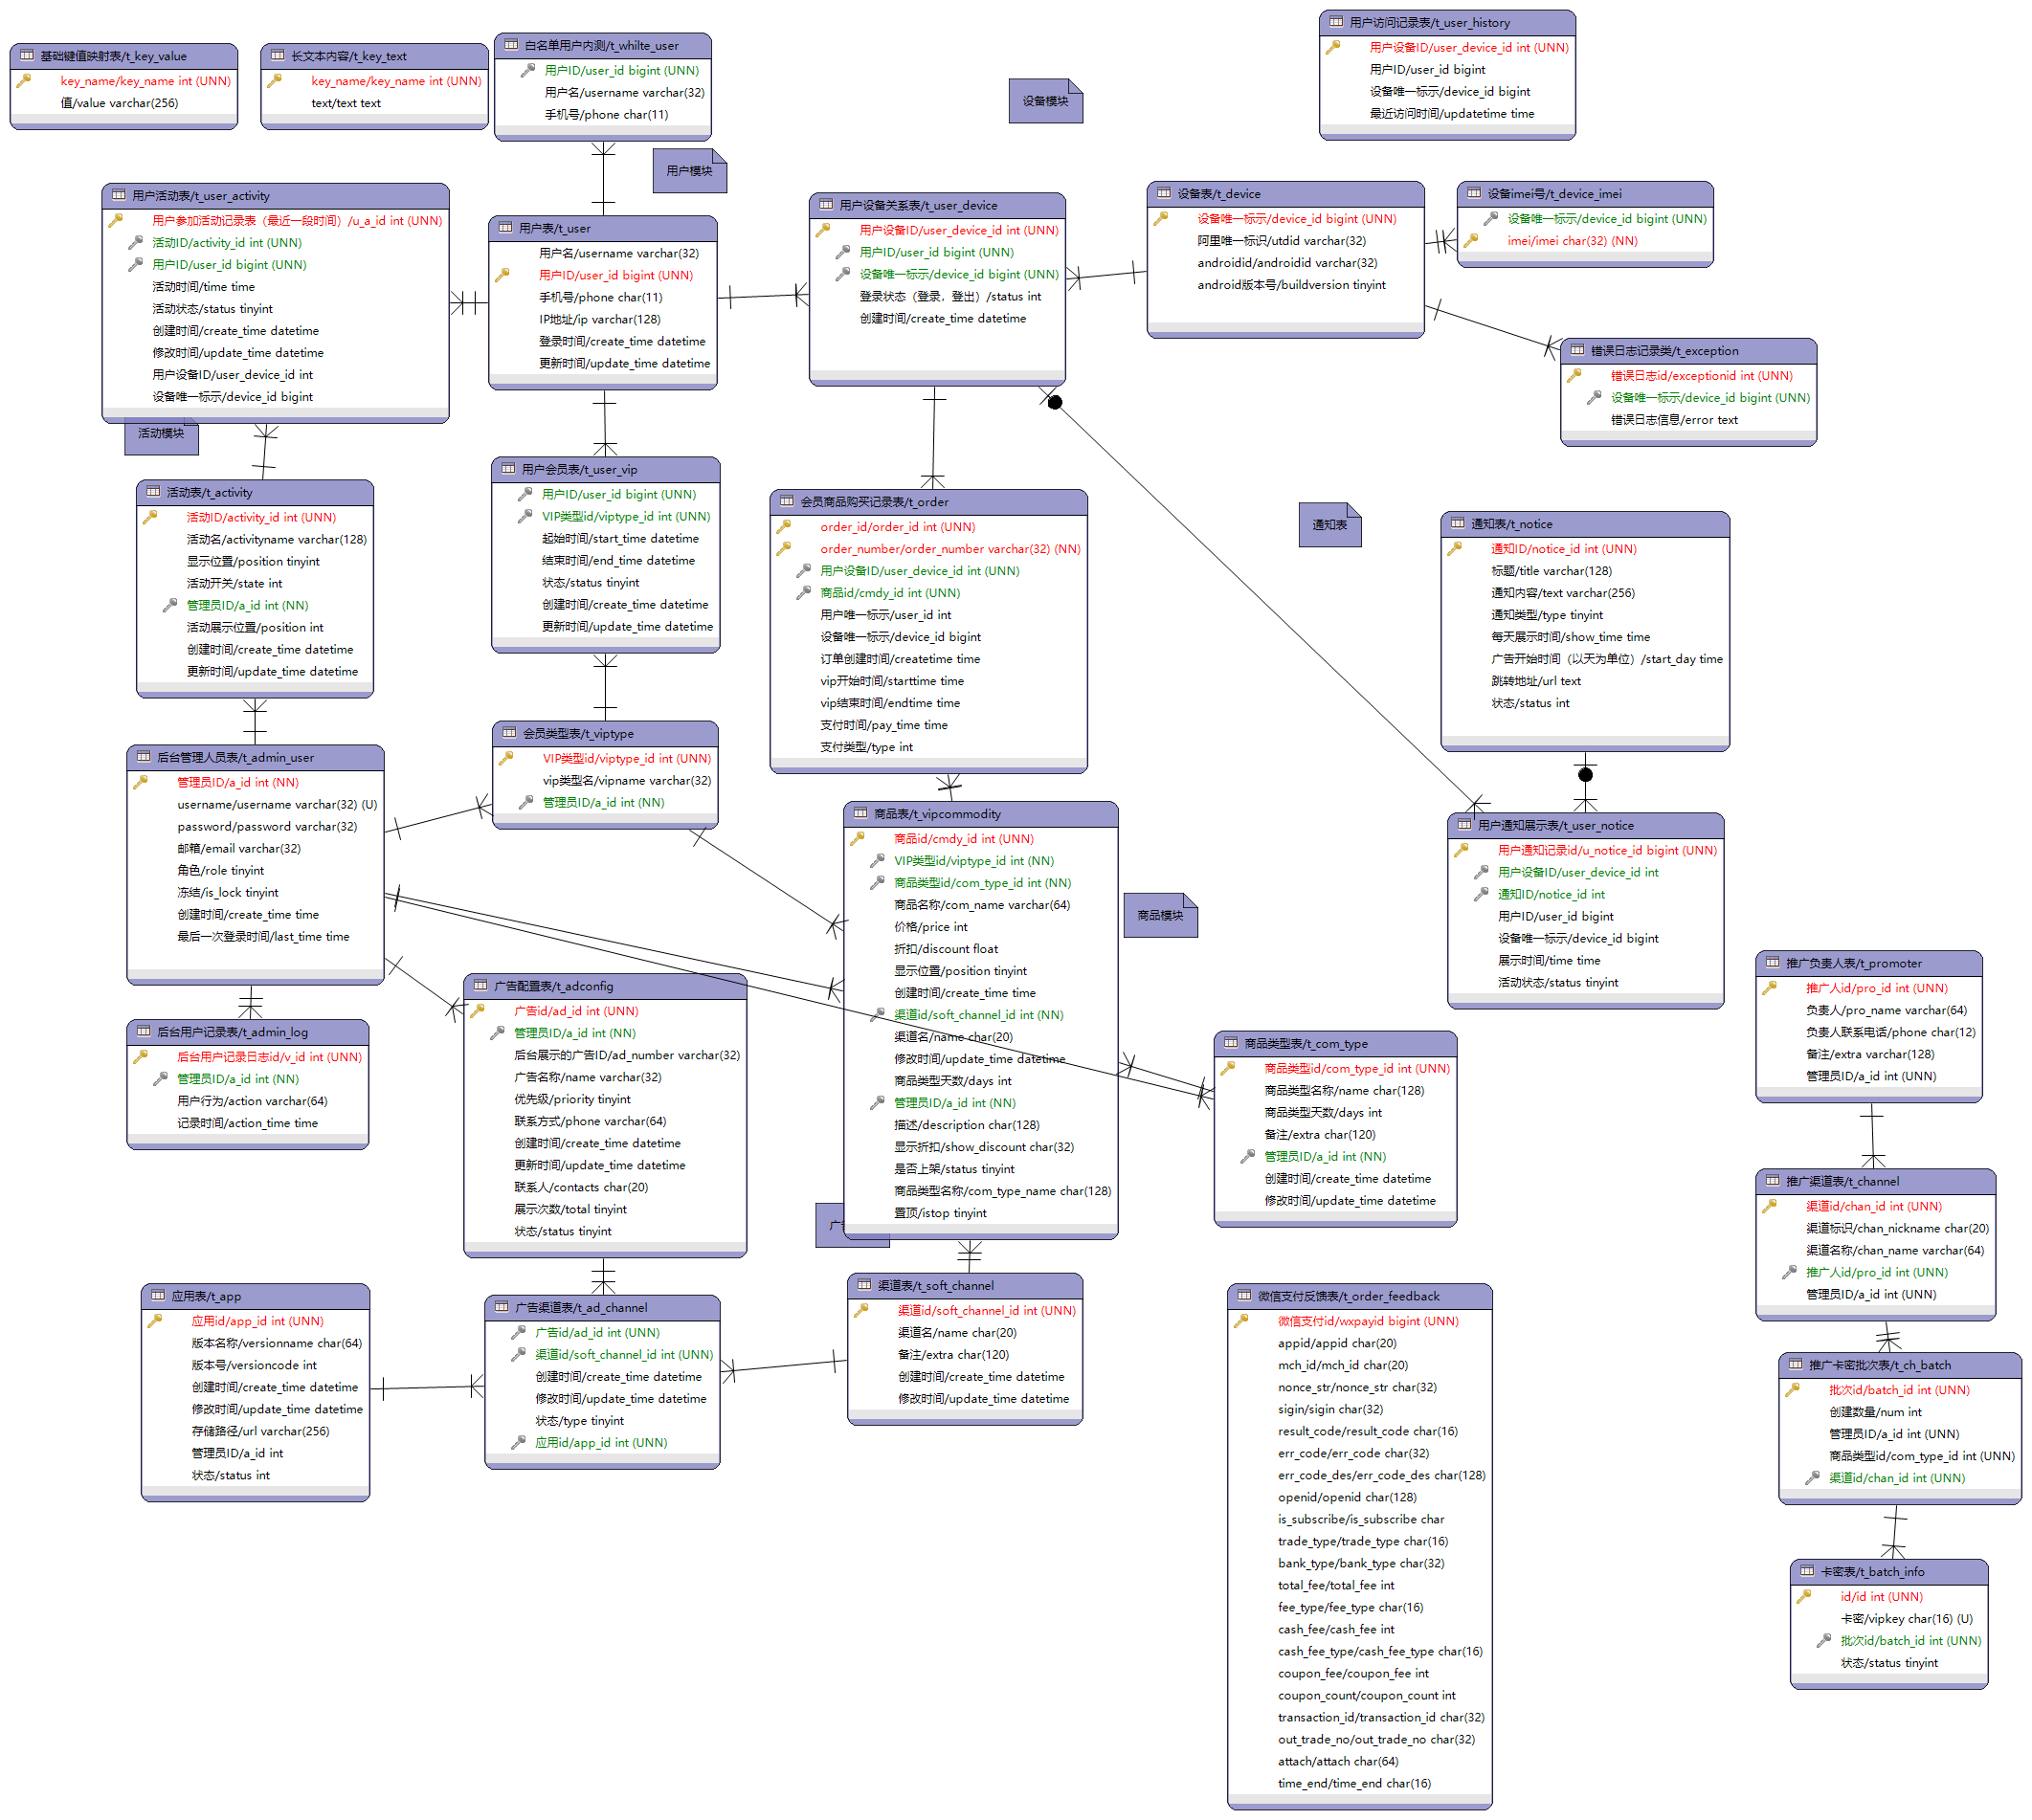 基础键值映射表/t_key_value
key_name/key_name int (UNN)
值/value varchar(256)
长文本内容/t_key_text
key_name/key_name int (UNN)
text/text text
白名单用户内测/t_whilte_user
用户ID/user_id bigint (UNN)
用户名/username varchar(32)
手机号/phone char(11)
用户模块
设备模块
用户访问记录表/t_user_history
用户设备ID/user_device_id int (UNN)
用户ID/user_id bigint
设备唯一标示/device_id bigint
最近访问时间/updatetime time
用户活动表/t_user_activity
用户参加活动记录表（最近一段时间）/u_a_id int (UNN)
活动ID/activity_id int (UNN)
用户ID/user_id bigint (UNN)
活动时间/time time
活动状态/status tinyint
创建时间/create_time datetime
修改时间/update_time datetime
用户设备ID/user_device_id int
设备唯一标示/device_id bigint
活动模块
用户表/t_user
用户名/username varchar(32)
用户ID/user_id bigint (UNN)
手机号/phone char(11)
IP地址/ip varchar(128)
登录时间/create_time datetime
更新时间/update_time datetime
用户设备关系表/t_user_device
用户设备ID/user_device_id int (UNN)
用户ID/user_id bigint (UNN)
设备唯一标示/device_id bigint (UNN)
登录状态（登录，登出）/status int
创建时间/create_time datetime
设备表/t_device
设备唯一标示/device_id bigint (UNN)
阿里唯一标识/utdid varchar(32)
androidid/androidid varchar(32)
android版本号/buildversion tinyint
设备imei号/t_device_imei
设备唯一标示/device_id bigint (UNN)
imei/imei char(32) (NN)
错误日志记录类/t_exception
错误日志id/exceptionid int (UNN)
设备唯一标示/device_id bigint (UNN)
错误日志信息/error text
活动表/t_activity
活动ID/activity_id int (UNN)
活动名/activityname varchar(128)
显示位置/position tinyint
活动开关/state int
管理员ID/a_id int (NN)
活动展示位置/position int
创建时间/create_time datetime
更新时间/update_time datetime
用户会员表/t_user_vip
用户ID/user_id bigint (UNN)
VIP类型id/viptype_id int (UNN)
起始时间/start_time datetime
结束时间/end_time datetime
状态/status tinyint
创建时间/create_time datetime
更新时间/update_time datetime
会员商品购买记录表/t_order
order_id/order_id int (UNN)
order_number/order_number varchar(32) (NN)
用户设备ID/user_device_id int (UNN)
商品id/cmdy_id int (UNN)
用户唯一标示/user_id int
设备唯一标示/device_id bigint
订单创建时间/createtime time
vip开始时间/starttime time
vip结束时间/endtime time
支付时间/pay_time time
支付类型/type int
通知表
通知表/t_notice
通知ID/notice_id int (UNN)
标题/title varchar(128)
通知内容/text varchar(256)
通知类型/type tinyint
每天展示时间/show_time time
广告开始时间（以天为单位）/start_day time
跳转地址/url text
状态/status int
后台管理人员表/t_admin_user
管理员ID/a_id int (NN)
username/username varchar(32) (U)
password/password varchar(32)
邮箱/email varchar(32)
角色/role tinyint
冻结/is_lock tinyint
创建时间/create_time time
最后一次登录时间/last_time time
会员类型表/t_viptype
VIP类型id/viptype_id int (UNN)
vip类型名/vipname varchar(32)
管理员ID/a_id int (NN)
商品表/t_vipcommodity
商品id/cmdy_id int (UNN)
VIP类型id/viptype_id int (NN)
商品类型id/com_type_id int (NN)
商品名称/com_name varchar(64)
价格/price int
折扣/discount float
显示位置/position tinyint
创建时间/create_time time
渠道id/soft_channel_id int (NN)
渠道名/name char(20)
修改时间/update_time datetime
商品类型天数/days int
管理员ID/a_id int (NN)
描述/description char(128)
显示折扣/show_discount char(32)
是否上架/status tinyint
商品类型名称/com_type_name char(128)
置顶/istop tinyint
商品模块
用户通知展示表/t_user_notice
用户通知记录id/u_notice_id bigint (UNN)
用户设备ID/user_device_id int
通知ID/notice_id int
用户ID/user_id bigint
设备唯一标示/device_id bigint
展示时间/time time
活动状态/status tinyint
推广负责人表/t_promoter
推广人id/pro_id int (UNN)
负责人/pro_name varchar(64)
负责人联系电话/phone char(12)
备注/extra varchar(128)
管理员ID/a_id int (UNN)
后台用户记录表/t_admin_log
后台用户记录日志id/v_id int (UNN)
管理员ID/a_id int (NN)
用户行为/action varchar(64)
记录时间/action_time time
广告配置表/t_adconfig
广告id/ad_id int (UNN)
管理员ID/a_id int (NN)
后台展示的广告ID/ad_number varchar(32)
广告名称/name varchar(32)
优先级/priority tinyint
联系方式/phone varchar(64)
创建时间/create_time datetime
更新时间/update_time datetime
联系人/contacts char(20)
展示次数/total tinyint
状态/status tinyint
商品类型表/t_com_type
商品类型id/com_type_id int (UNN)
商品类型名称/name char(128)
商品类型天数/days int
备注/extra char(120)
管理员ID/a_id int (NN)
创建时间/create_time datetime
修改时间/update_time datetime
推广渠道表/t_channel
渠道id/chan_id int (UNN)
渠道标识/chan_nickname char(20)
渠道名称/chan_name varchar(64)
推广人id/pro_id int (UNN)
管理员ID/a_id int (UNN)
应用表/t_app
应用id/app_id int (UNN)
版本名称/versionname char(64)
版本号/versioncode int
创建时间/create_time datetime
修改时间/update_time datetime
存储路径/url varchar(256)
管理员ID/a_id int
状态/status int
广告渠道表/t_ad_channel
广告id/ad_id int (UNN)
渠道id/soft_channel_id int (UNN)
创建时间/create_time datetime
修改时间/update_time datetime
状态/type tinyint
应用id/app_id int (UNN)
渠道表/t_soft_channel
渠道id/soft_channel_id int (UNN)
渠道名/name char(20)
备注/extra char(120)
创建时间/create_time datetime
修改时间/update_time datetime
微信支付反馈表/t_order_feedback
微信支付id/wxpayid bigint (UNN)
appid/appid char(20)
mch_id/mch_id char(20)
nonce_str/nonce_str char(32)
sigin/sigin char(32)
result_code/result_code char(16)
err_code/err_code char(32)
err_code_des/err_code_des char(128)
openid/openid char(128)
is_subscribe/is_subscribe char
trade_type/trade_type char(16)
bank_type/bank_type char(32)
total_fee/total_fee int
fee_type/fee_type char(16)
cash_fee/cash_fee int
cash_fee_type/cash_fee_type char(16)
coupon_fee/coupon_fee int
coupon_count/coupon_count int
transaction_id/transaction_id char(32)
out_trade_no/out_trade_no char(32)
attach/attach char(64)
time_end/time_end char(16)
推广卡密批次表/t_ch_batch
批次id/batch_id int (UNN)
创建数量/num int
管理员ID/a_id int (UNN)
商品类型id/com_type_id int (UNN)
渠道id/chan_id int (UNN)
卡密表/t_batch_info
id/id int (UNN)
卡密/vipkey char(16) (U)
批次id/batch_id int (UNN)
状态/status tinyint